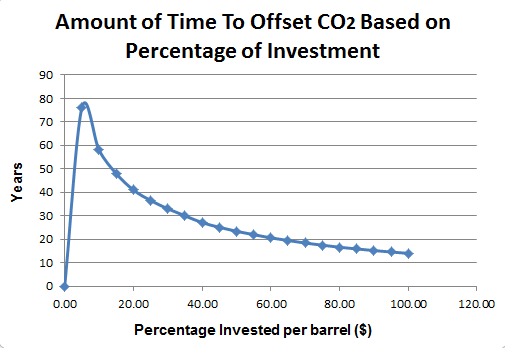 Amount of Time To Offset CO2 Based on
Percentage of Investment
90
80
70
60
50
40
30
20
10
0
Years
0.00 20.00 40.00 60.00 80.00 100.00 120.00
Percentage Invested per barrel ($)